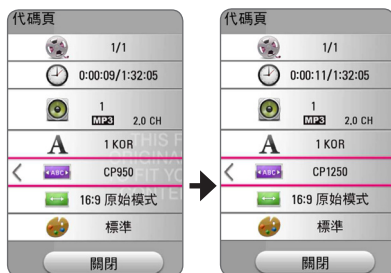 代碼頁
1/1
0:00:09/1:32:05
1
MP3 2,0 CH
A 1 KOR
ABC CP950
16:9 原始模式
標準
關閉
代碼頁
1/1
0:00:11/1:32:05
1
MP3 2,0 CH
A 1 KOR
ABC CP1250
16:9 原始模式
標準
關閉